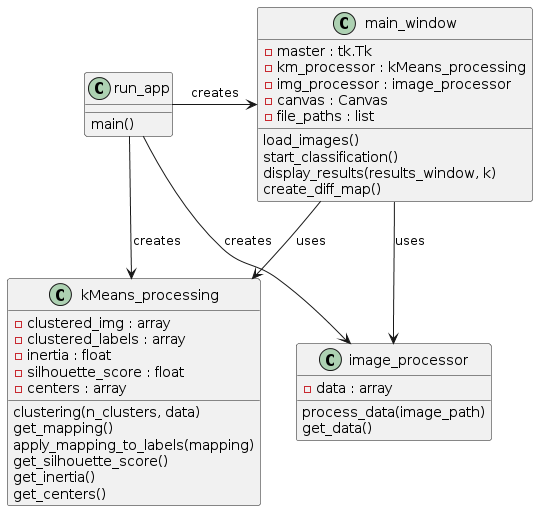 C main_window
master : tk.Tk
km_processor : kMeans_processing
img_processor : image_processor
canvas : Canvas
file_paths : list
load_images()
start_classification()
display_results(results_window, k)
create_diff_map()
C run_app
main()
creates
creates
creates
uses
uses
C kMeans_processing
clustered_img : array
clustered_labels : array
inertia : float
silhouette_score : float
centers : array
clustering(n_clusters, data)
get_mapping()
apply_mapping_to_labels(mapping)
get_silhouette_score()
get_inertia()
get_centers()
C image_processor
data : array
process_data(image_path)
get_data()